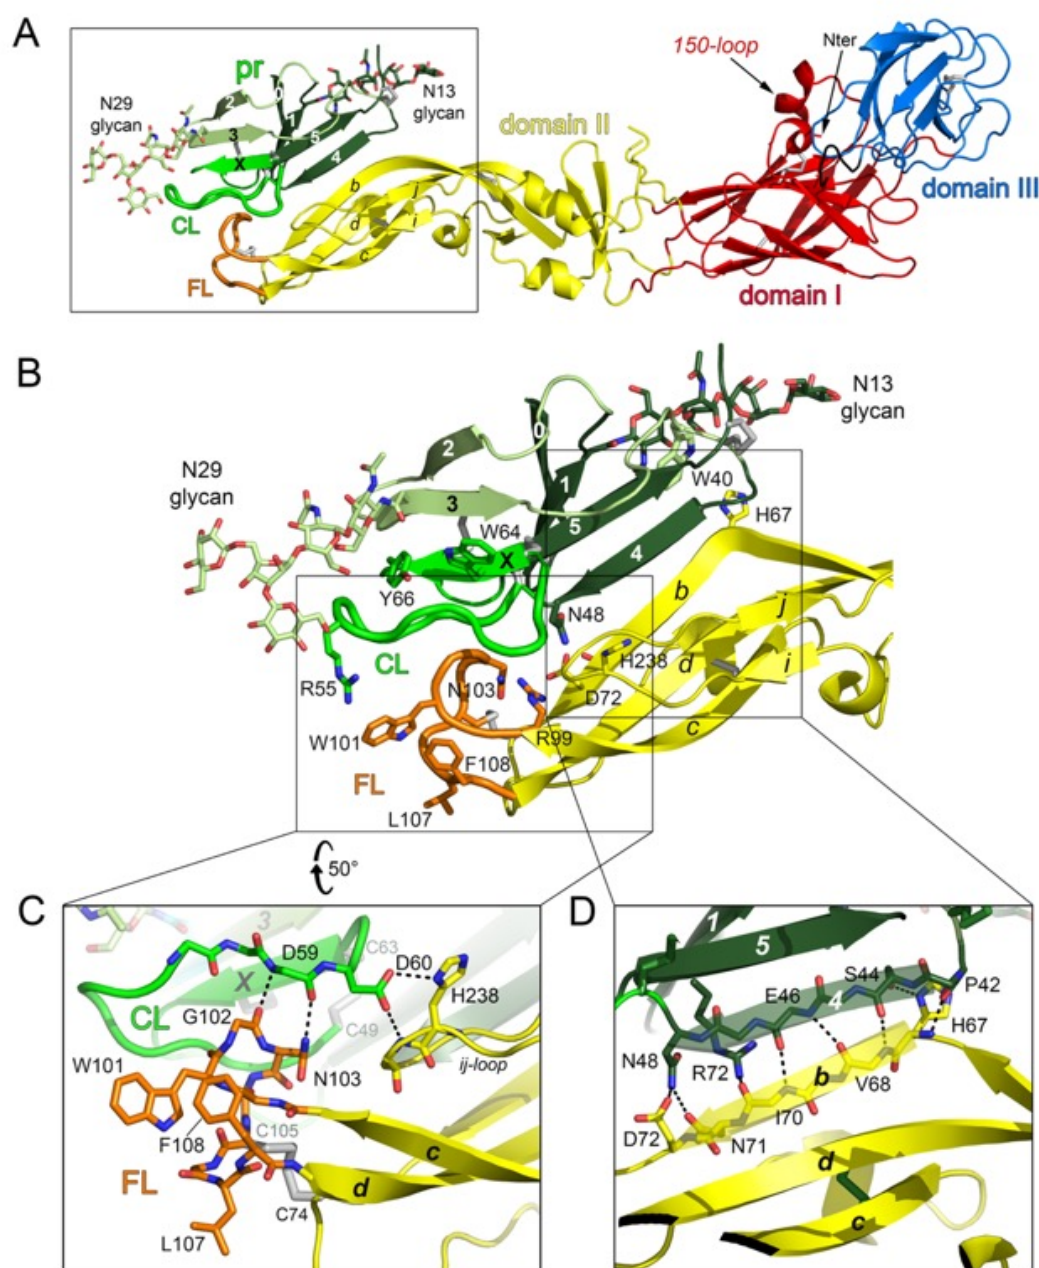 A
pr
N29
glycan
2
0
N13
glycan
1
3
5
X
4
CL
FL
b
j
d
i
c
domain II
150-loop
Nter
domain III
domain I
B
N13
glycan
0
2
N29
glycan
1
W40
3
W64
5
H67
X
4
Y66
b
N48
j
CL
H238
d
i
R55
N103
D72
W101
R99
c
F108
FL
L107
50°
C
3
D59
C63
D60
X
H238
CL
G102
C49
ij-loop
W101
N103
F108
C105
c
FL
d
C74
L107
D
1
5
S44
P42
E46
4
H67
N48
R72
b
V68
I70
D72
N71
d
c